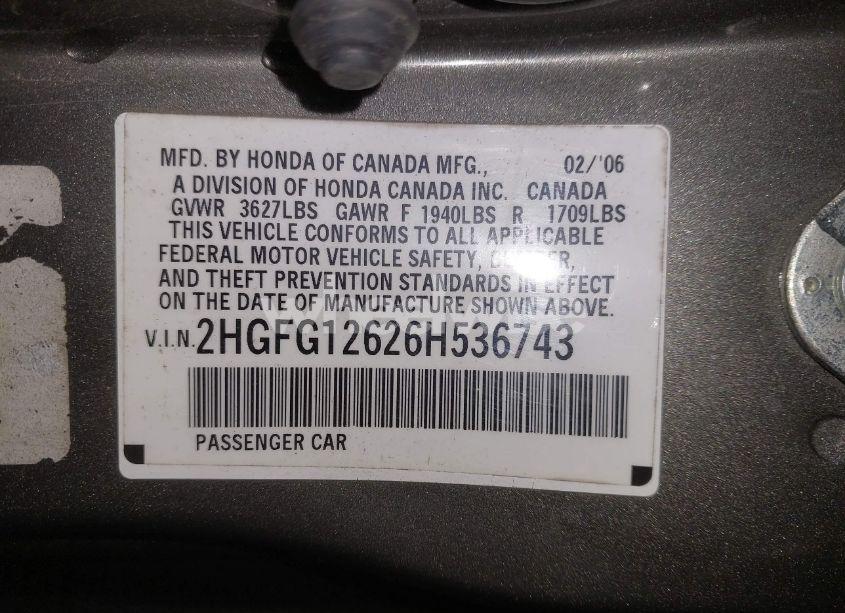 MFD. BY HONDA OF CANADA MFG., 02/'06
A DIVISION OF HONDA CANADA INC. CANADA
GVWR 3627LBS GAWR F 1940LBS R 1709LBS
THIS VEHICLE CONFORMS TO ALL APPLICABLE
FEDERAL MOTOR VEHICLE SAFETY,
AND THEFT PREVENTION STANDARDS IN EFFECT
ON THE DATE OF MANUFACTURE SHOWN ABOVE.
V.I.N. 2HGFG12626H536743
PASSENGER CAR